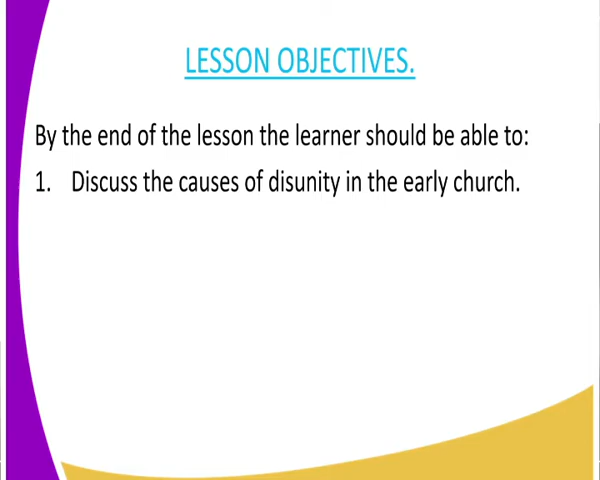 LESSON OBJECTIVES.
By the end of the lesson the learner should be able to:
1. Discuss the causes of disunity in the early church.